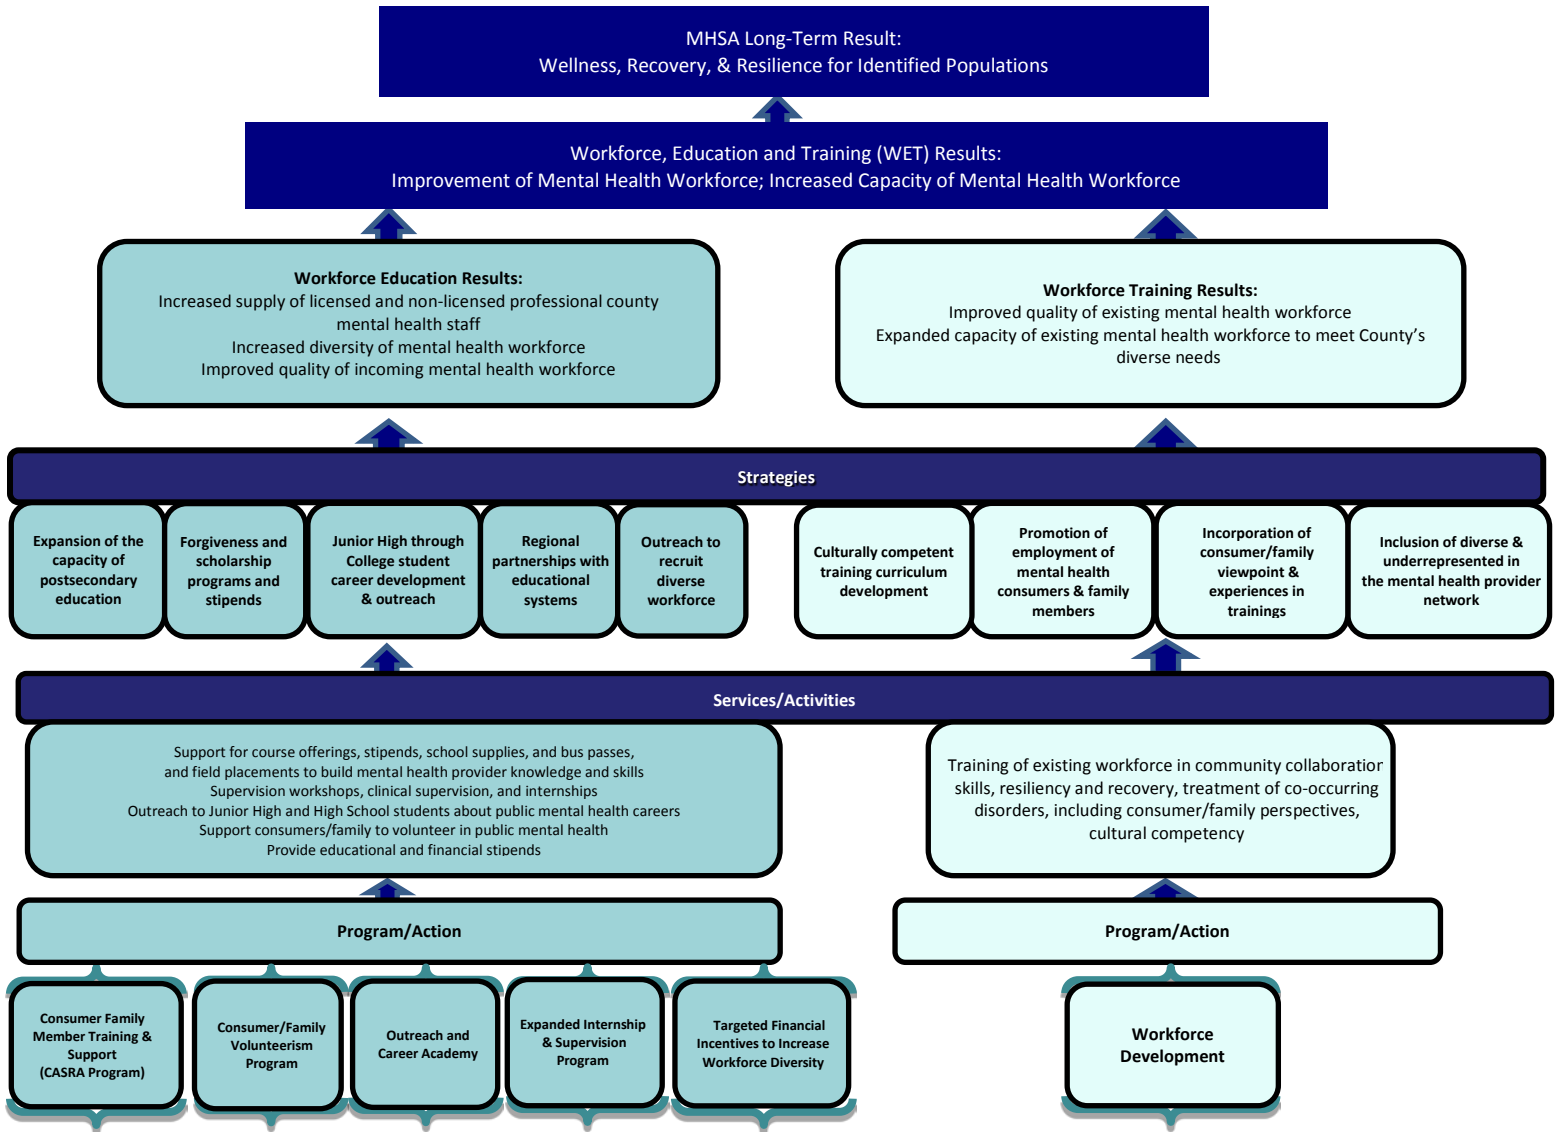 MHSA Long-Term Result:
Wellness, Recovery, & Resilience for Identified Populations
Workforce, Education and Training (WET) Results:
Improvement of Mental Health Workforce; Increased Capacity of Mental Health Workforce
Workforce Education Results:
Increased supply of licensed and non-licensed professional county
mental health staff
Increased diversity of mental health workforce
Improved quality of incoming mental health workforce
Workforce Training Results:
Improved quality of existing mental health workforce
Expanded capacity of existing mental health workforce to meet County’s
diverse needs
Strategies
Expansion of the
capacity of
postsecondary
education
Forgiveness and
scholarship
programs and
stipends
Junior High through
College student
career development
& outreach
Regional
partnerships with
educational
systems
Outreach to
recruit
diverse
workforce
Culturally competent
training curriculum
development
Promotion of
employment of
mental health
consumers & family
members
Incorporation of
consumer/family
viewpoint &
experiences in
trainings
Inclusion of diverse &
underrepresented in
the mental health provider
network
Services/Activities
Support for course offerings, stipends, school supplies, and bus passes,
and field placements to build mental health provider knowledge and skills
Supervision workshops, clinical supervision, and internships
Outreach to Junior High and High School students about public mental health careers
Support consumers/family to volunteer in public mental health
Provide educational and financial stipends
Training of existing workforce in community collaboration
skills, resiliency and recovery, treatment of co-occurring
disorders, including consumer/family perspectives,
cultural competency
Program/Action
Program/Action
Consumer Family
Member Training &
Support
(CASRA Program)
Consumer/Family
Volunteerism
Program
Outreach and
Career Academy
Expanded Internship
& Supervision
Program
Targeted Financial
Incentives to Increase
Workforce Diversity
Workforce
Development